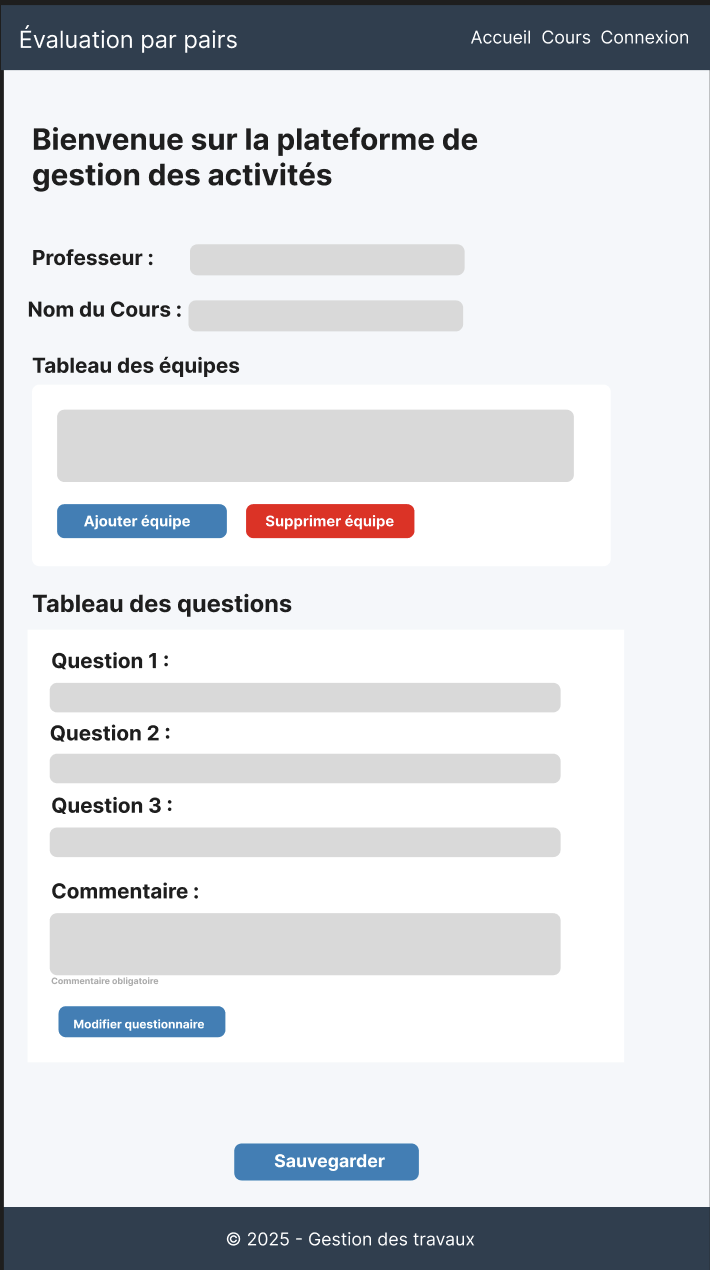 Évaluation par pairs
Accueil Cours Connexion
Bienvenue sur la plateforme de
gestion des activités
Professeur :
Nom du Cours :
Tableau des équipes
Ajouter équipe
Supprimer équipe
Tableau des questions
Question 1 :
Question 2 :
Question 3 :
Commentaire :
Commentaire obligatoire
Modifier questionnaire
Sauvegarder
© 2025 - Gestion des travaux